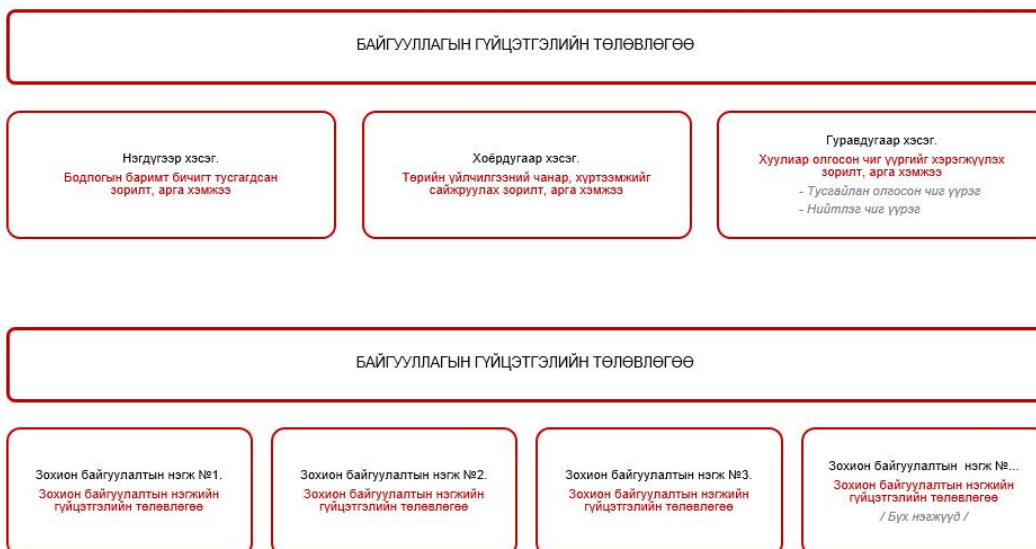 БАЙГУУЛЛАГЫН ГҮЙЦЭТГЭЛИЙН ТӨЛӨВЛӨГӨӨ
Нэгдүгээр хэсэг.
Бодлогын баримт бичигт тусгагдсан
зорилт, арга хэмжээ
Хоёрдугаар хэсэг.
Төрийн үйлчилгээний чанар, хүртээмжийг
сайжруулах зорилт, арга хэмжээ
Гуравдугаар хэсэг.
Хуулиар олгосон чиг үүргийг хэрэгжүүлэх
зорилт, арга хэмжээ
- Тусгайлан олгосон чиг үүрэг
- Нийтлэг чиг үүрэг
БАЙГУУЛЛАГЫН ГҮЙЦЭТГЭЛИЙН ТӨЛӨВЛӨГӨӨ
Зохион байгуулалтын нэгж №1.
Зохион байгуулалтын нэгжийн
гүйцэтгэлийн төлөвлөгөө
Зохион байгуулалтын нэгж №2.
Зохион байгуулалтын нэгжийн
гүйцэтгэлийн төлөвлөгөө
Зохион байгуулалтын нэгж №3.
Зохион байгуулалтын нэгжийн
гүйцэтгэлийн төлөвлөгөө
Зохион байгуулалтын нэгж №...
Зохион байгуулалтын нэгжийн
гүйцэтгэлийн төлөвлөгөө
/ Бүх нэгжүүд /